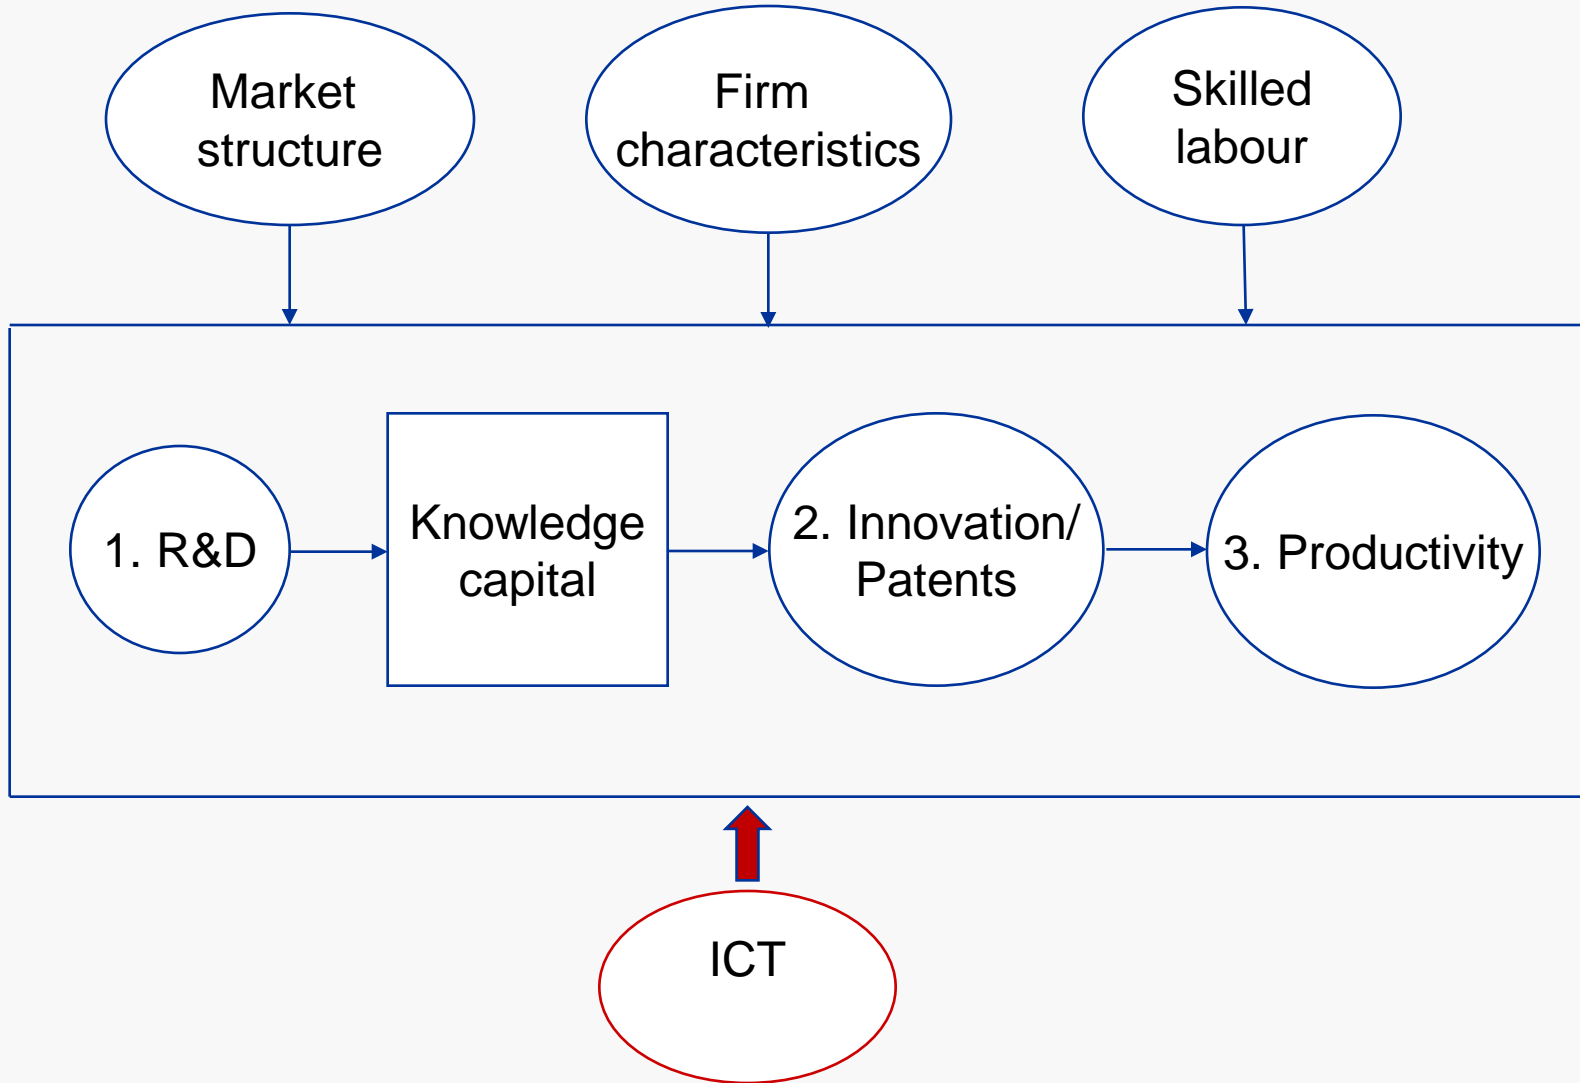 Market
structure
Firm
characteristics
Skilled
labour
1. R&D
Knowledge
capital
2. Innovation/
Patents
3. Productivity
ICT